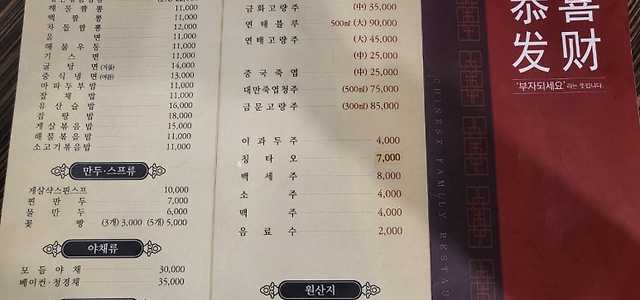 해물짬뽕 11,000
백짬뽕 11,000
차돌짬뽕 12,000
울면 11,000
해물우동 11,000
기스면 11,000
굴탕면(겨울) 14,000
중식냉면(여름) 13,000
마파두부밥 11,000
잡채밥 11,000
유산슬밥 16,000
잡탕밥 18,000
게살볶음밥 15,000
해물볶음밥 11,000
소고기볶음밥 11,000
만두·스프류
게살샥스핀스프 10,000
찐만두 7,000
물만두 6,000
꽃빵 (3개) 3,000 (5개) 5,000
야채류
모듬야채 30,000
베이컨·청경채 35,000
금화고량주 (中) 35,000
연태블루 500㎖ (大) 90,000
연태고량주 (大) 45,000
(中) 25,000
중국죽엽 (中) 25,000
대만죽엽청주 (500㎖) 75,000
금문고량주 (300㎖) 85,000
이과두주 4,000
칭타오 7,000
백세주 8,000
소주 4,000
맥주 4,000
음료수 2,000
원산지
CHINESE FAMILY RESTAU
恭喜
发财
'부자되세요'라는 뜻입니다.